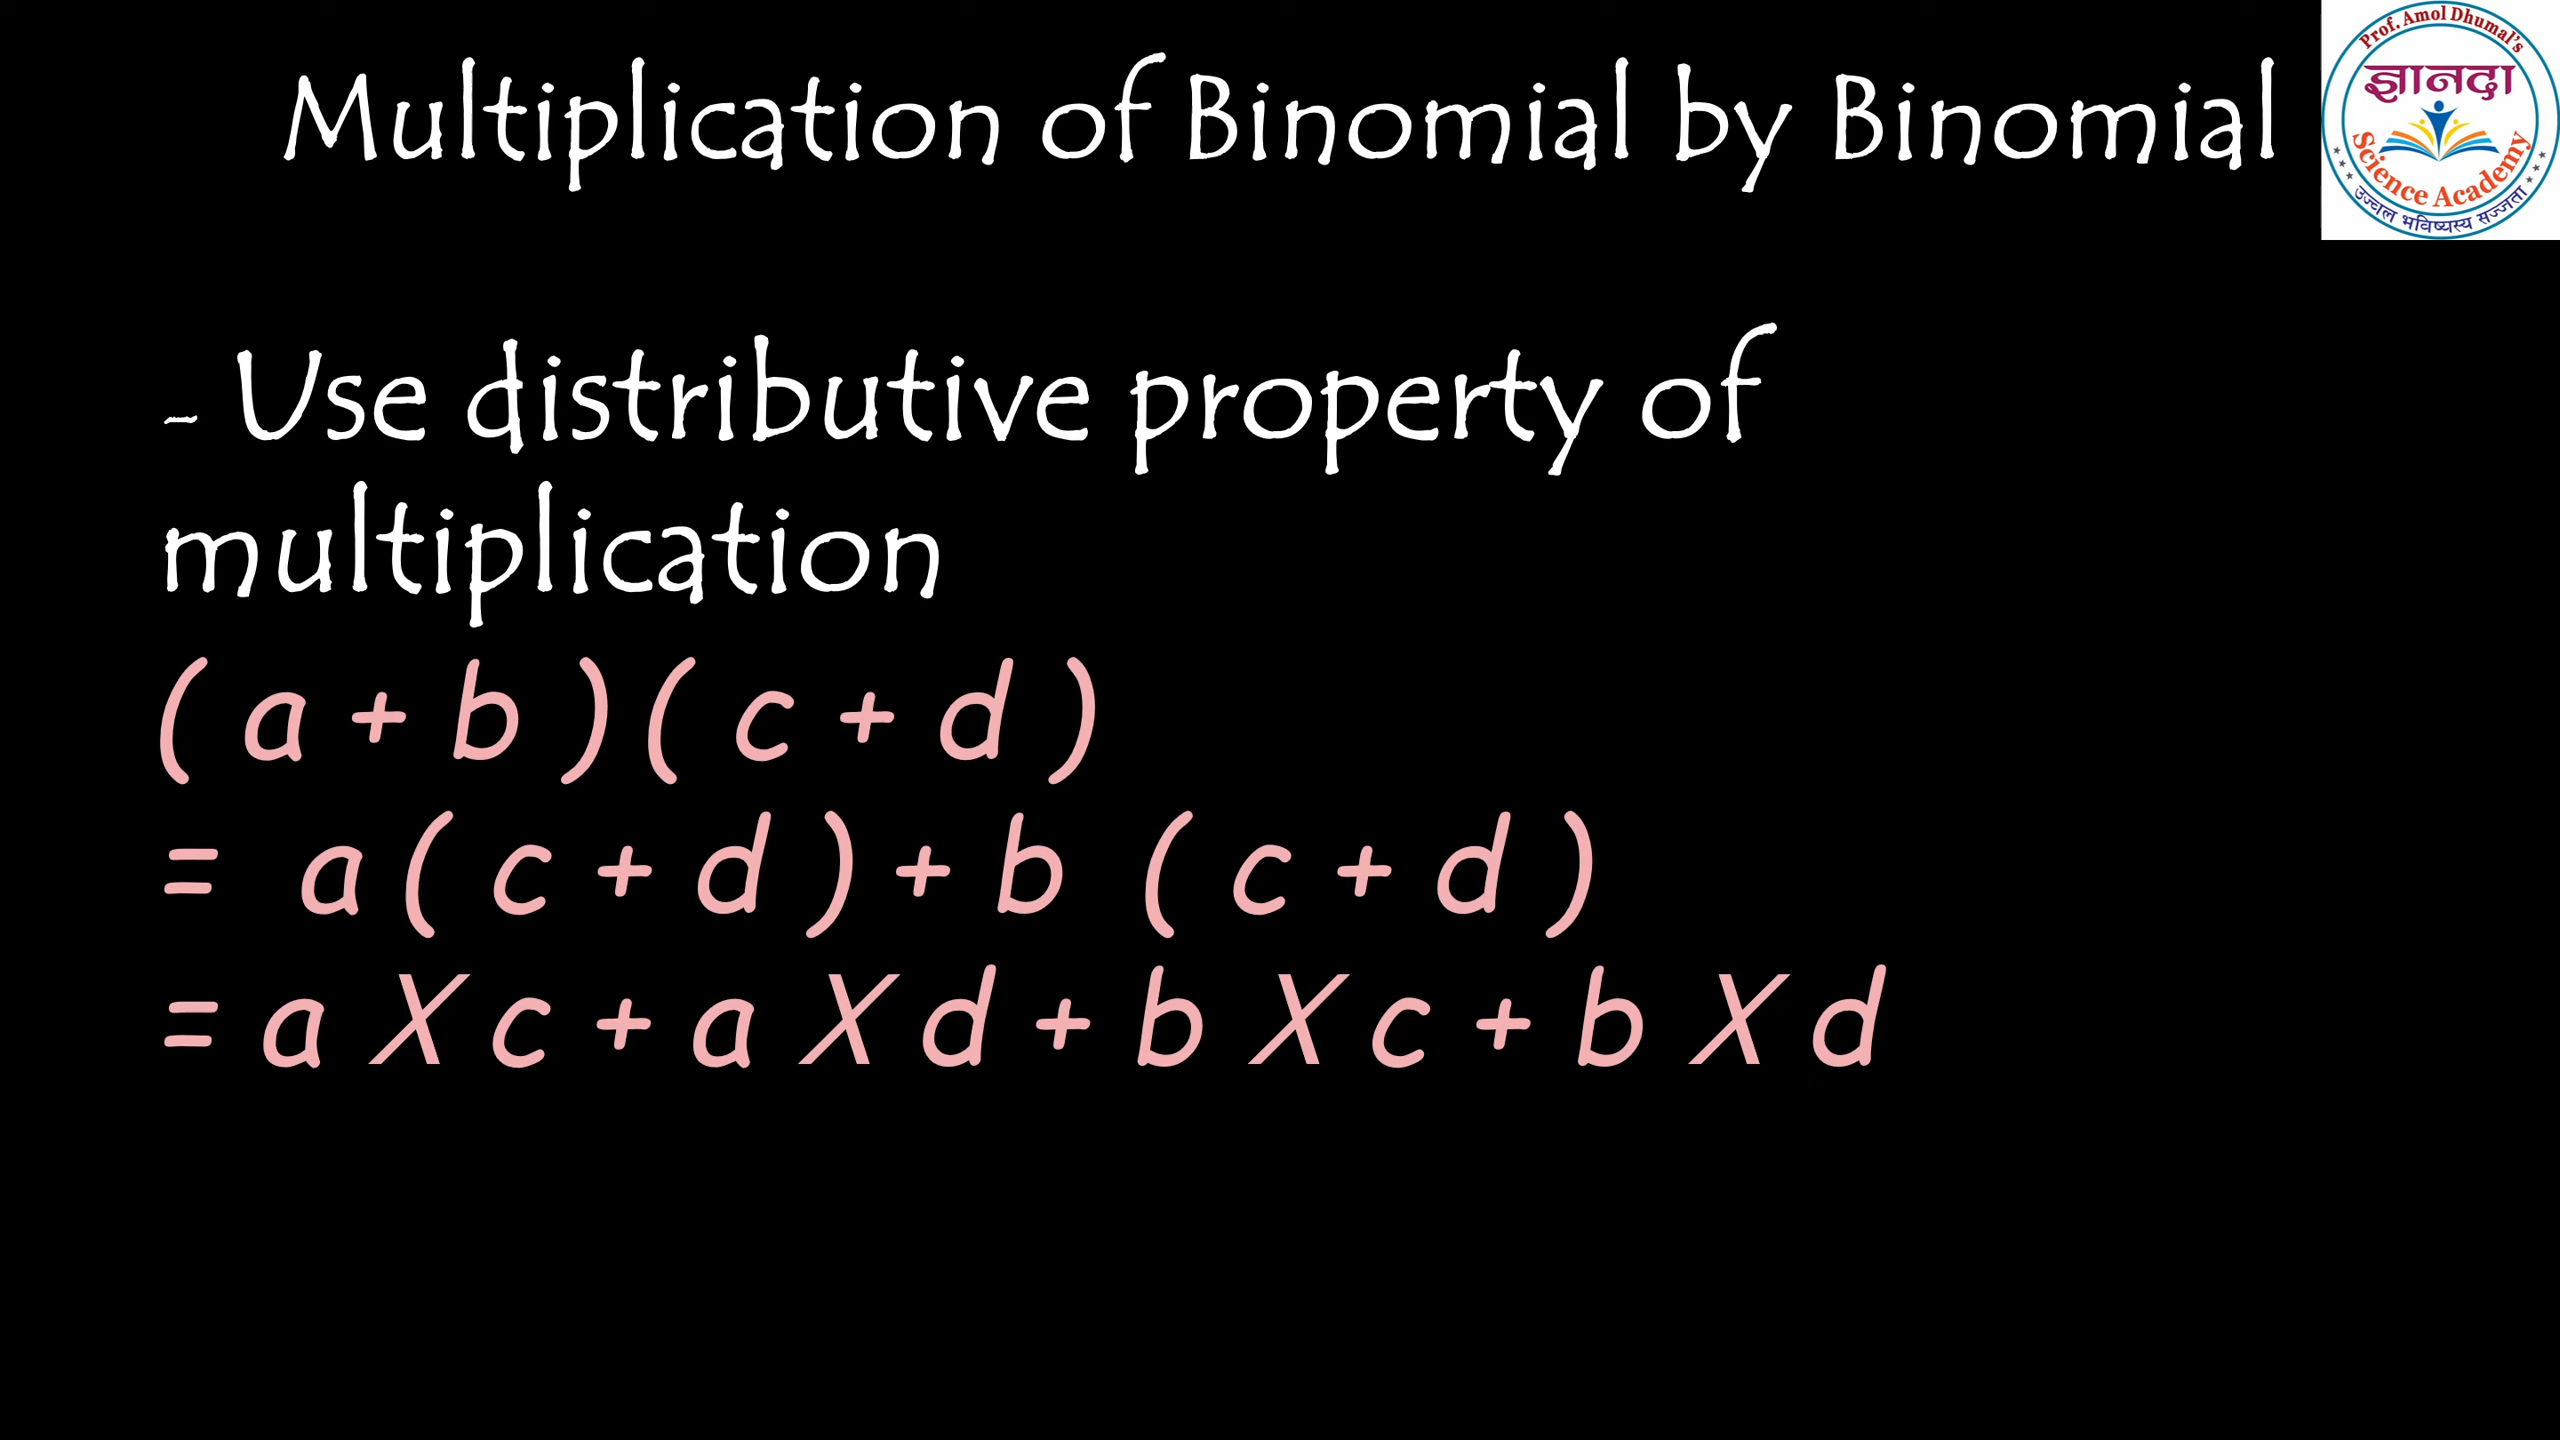 Multiplication of Binomial by Binomial
Prof. Amol Dhumal's
ज्ञानदा
Science Academy
उज्वल भविष्यस्य सज्जता
- Use distributive property of
multiplication
( a + b ) ( c + d )
= a ( c + d ) + b ( c + d )
= a X c + a X d + b X c + b X d